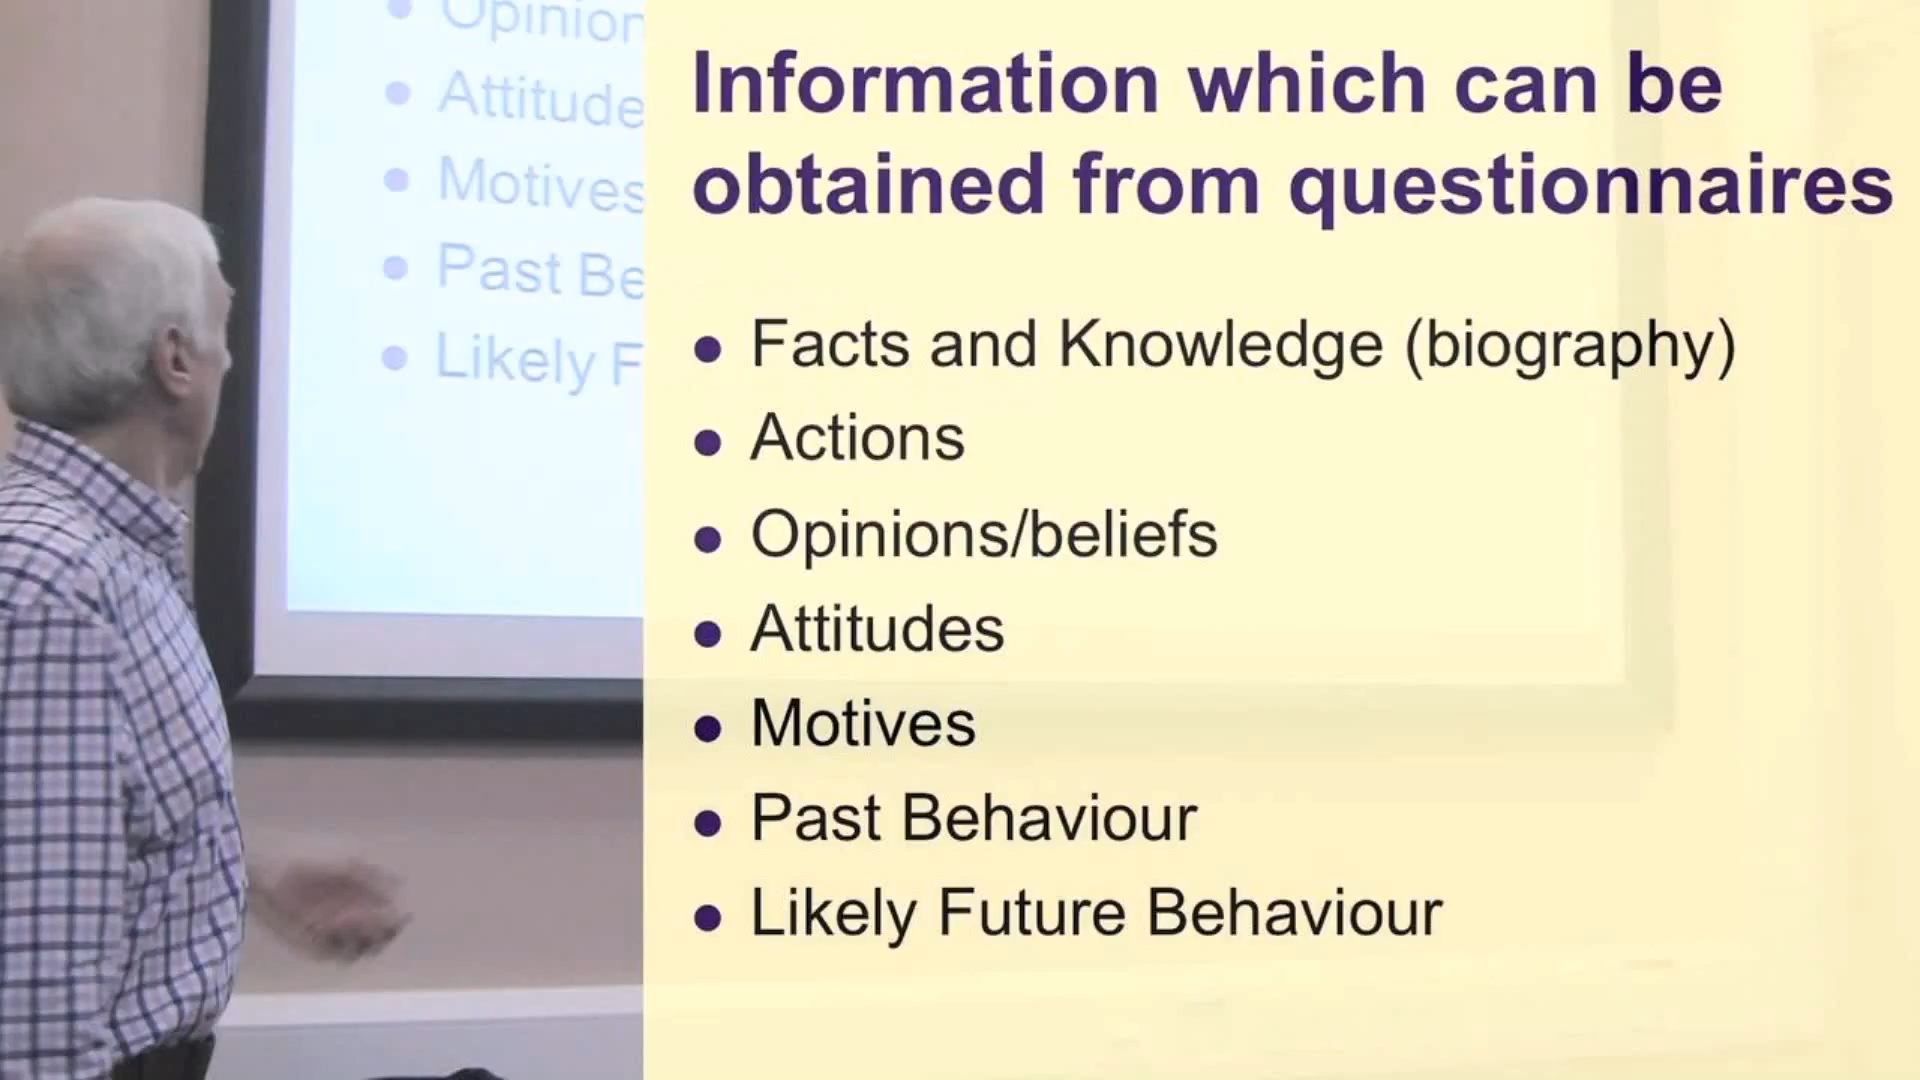 Opinion
Attitude
Motives
Past Be
Likely F
Information which can be
obtained from questionnaires
Facts and Knowledge (biography)
Actions
Opinions/beliefs
Attitudes
Motives
Past Behaviour
Likely Future Behaviour